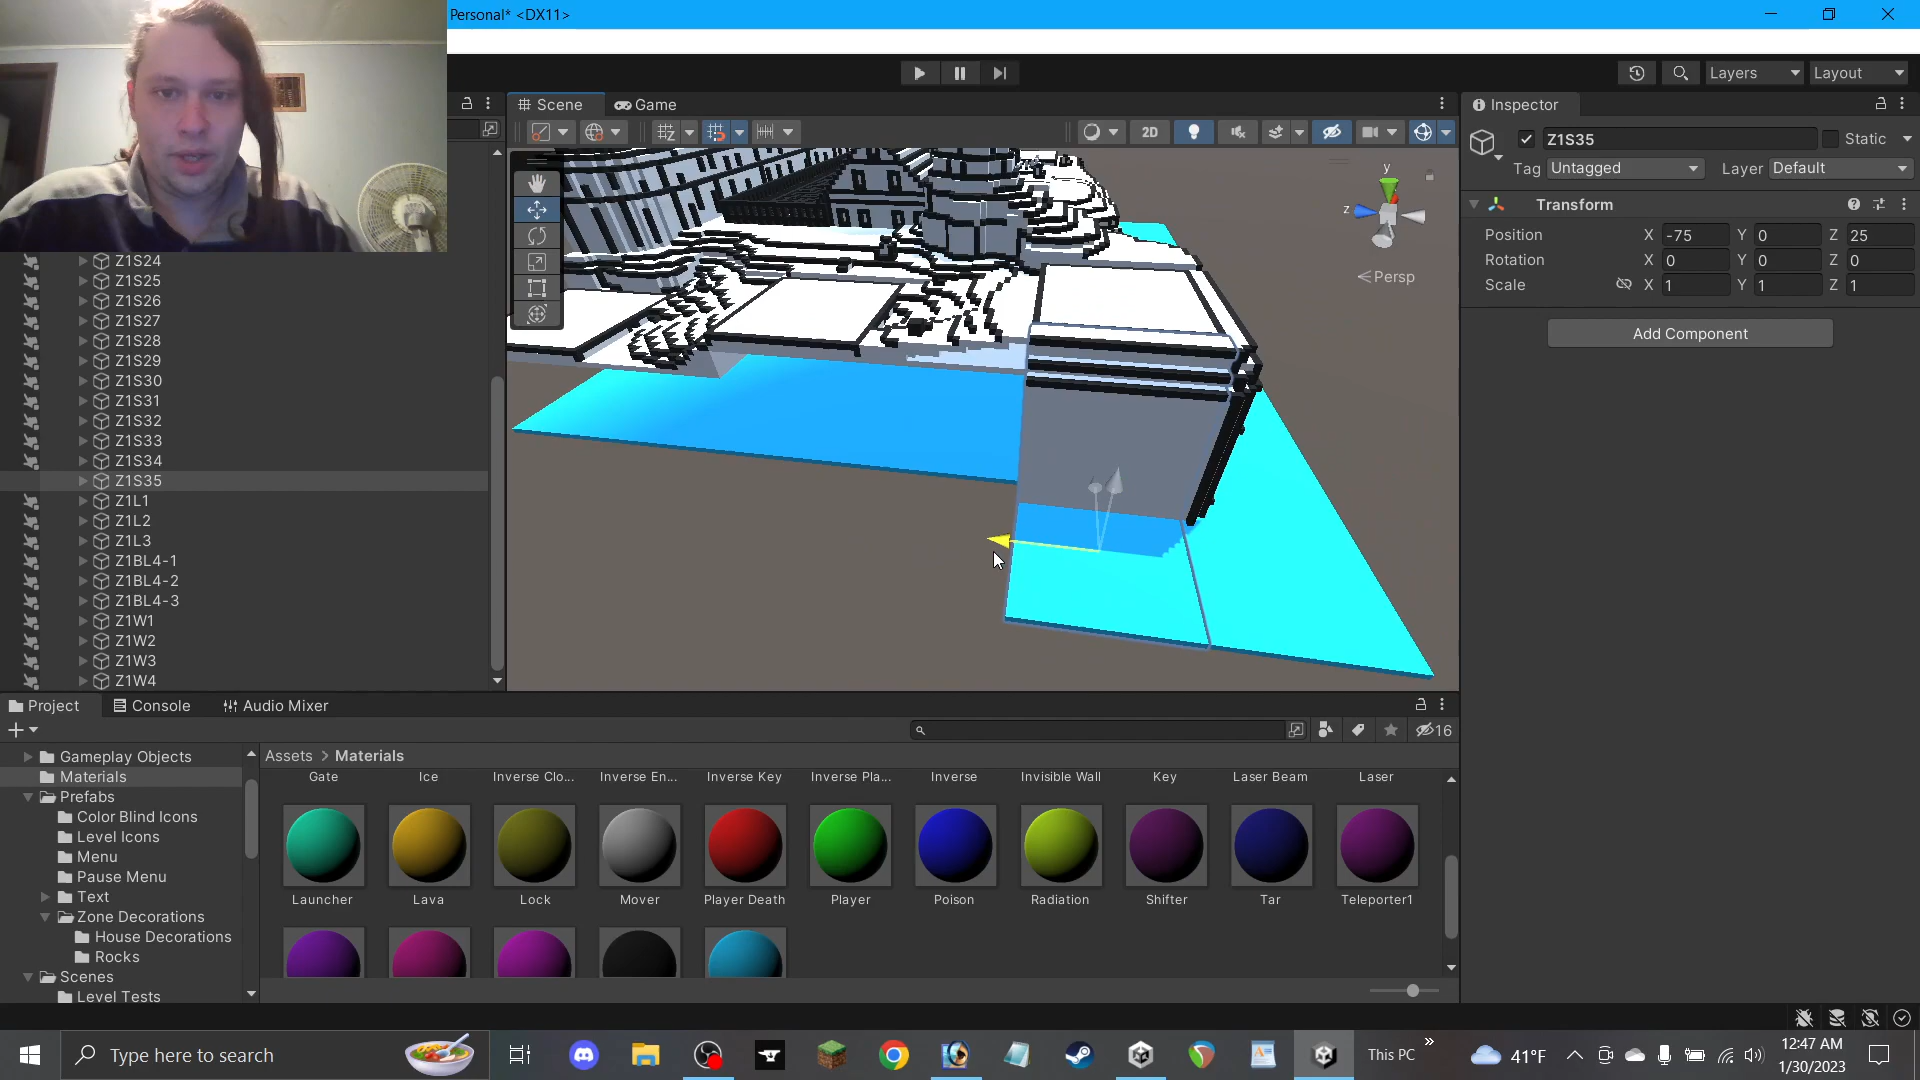 Personal* <DX11>
Layers
Layout
Scene
Game
2D
y
z
Persp
Inspector
Z1S35
Static
Tag Untagged
Layer Default
Transform
Position X -75 Y 0 Z 25
Rotation X 0 Y 0 Z 0
Scale X 1 Y 1 Z 1
Add Component
Z1S24
Z1S25
Z1S26
Z1S27
Z1S28
Z1S29
Z1S30
Z1S31
Z1S32
Z1S33
Z1S34
Z1S35
Z1L1
Z1L2
Z1L3
Z1BL4-1
Z1BL4-2
Z1BL4-3
Z1W1
Z1W2
Z1W3
Z1W4
Project
Console
Audio Mixer
16
Gameplay Objects
Materials
Prefabs
Color Blind Icons
Level Icons
Menu
Pause Menu
Text
Zone Decorations
House Decorations
Rocks
Scenes
Level Tests
Assets > Materials
Gate Ice Inverse Clo... Inverse En... Inverse Key Inverse Pla... Inverse Invisible Wall Key Laser Beam Laser
Launcher Lava Lock Mover Player Death Player Poison Radiation Shifter Tar Teleporter1
Type here to search
This PC
41°F
12:47 AM
1/30/2023